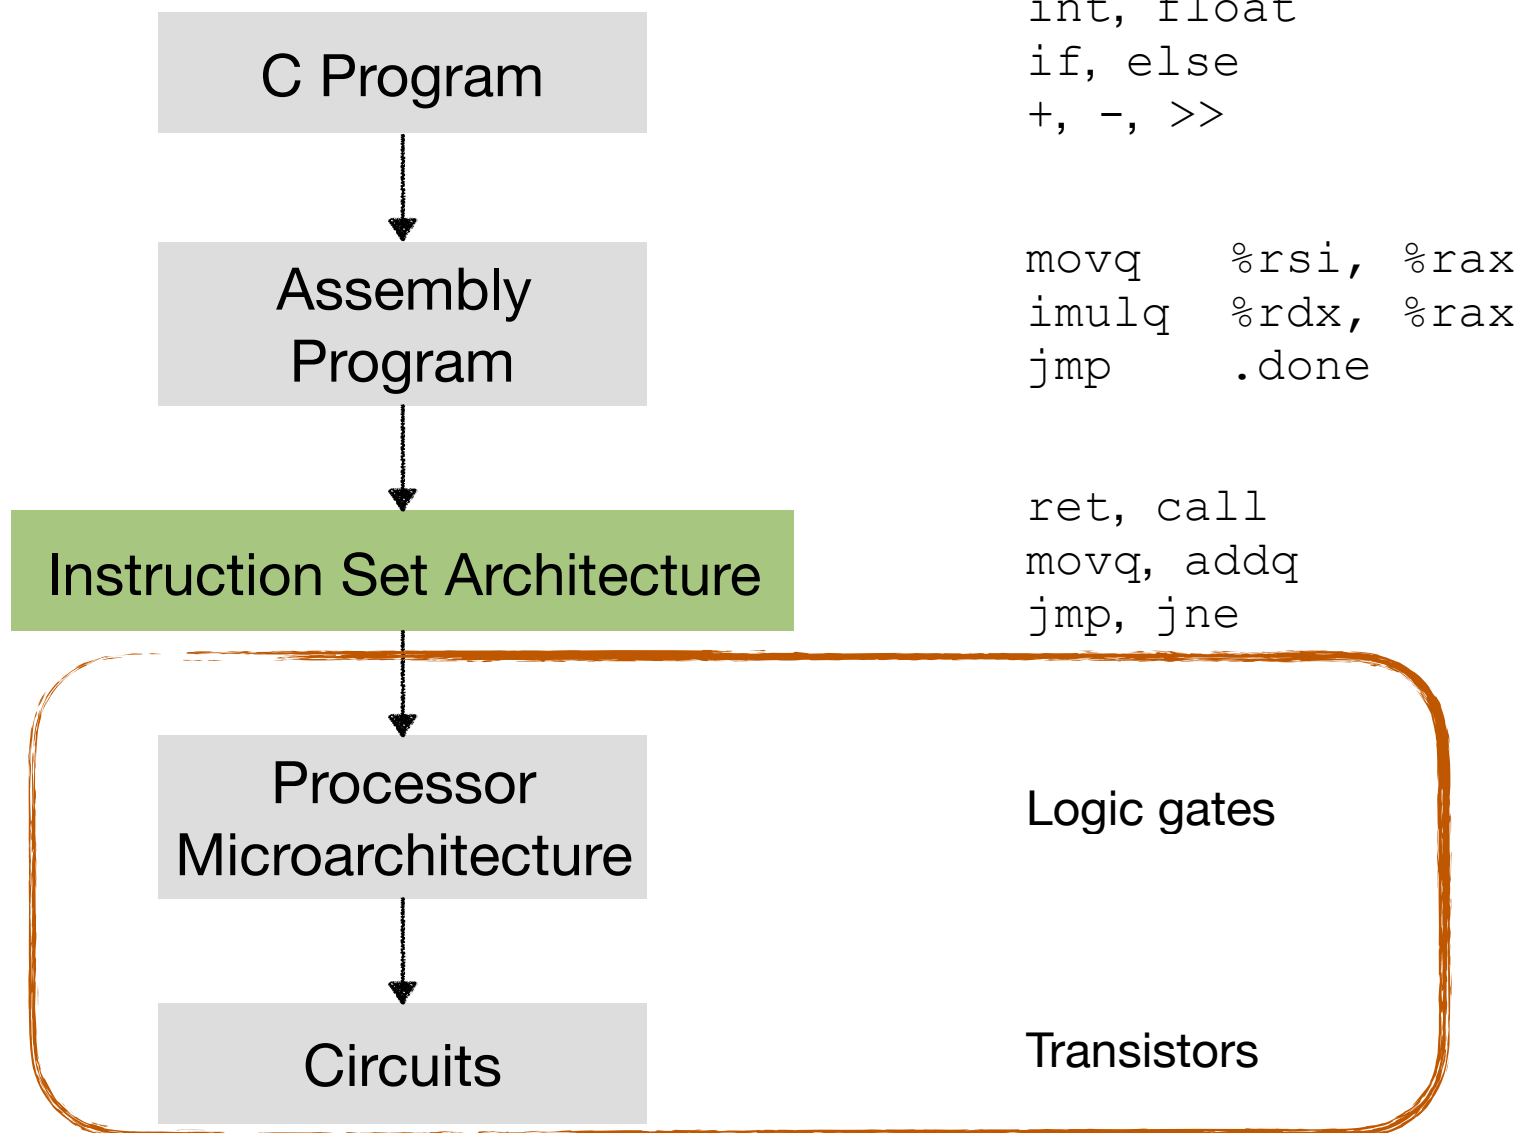 int, float
C Program
if, else
+, -, >>
Assembly
Program
movq %rsi, %rax
imulq %rdx, %rax
jmp .done
Instruction Set Architecture
ret, call
movq, addq
jmp, jne
Processor
Microarchitecture
Logic gates
Circuits
Transistors